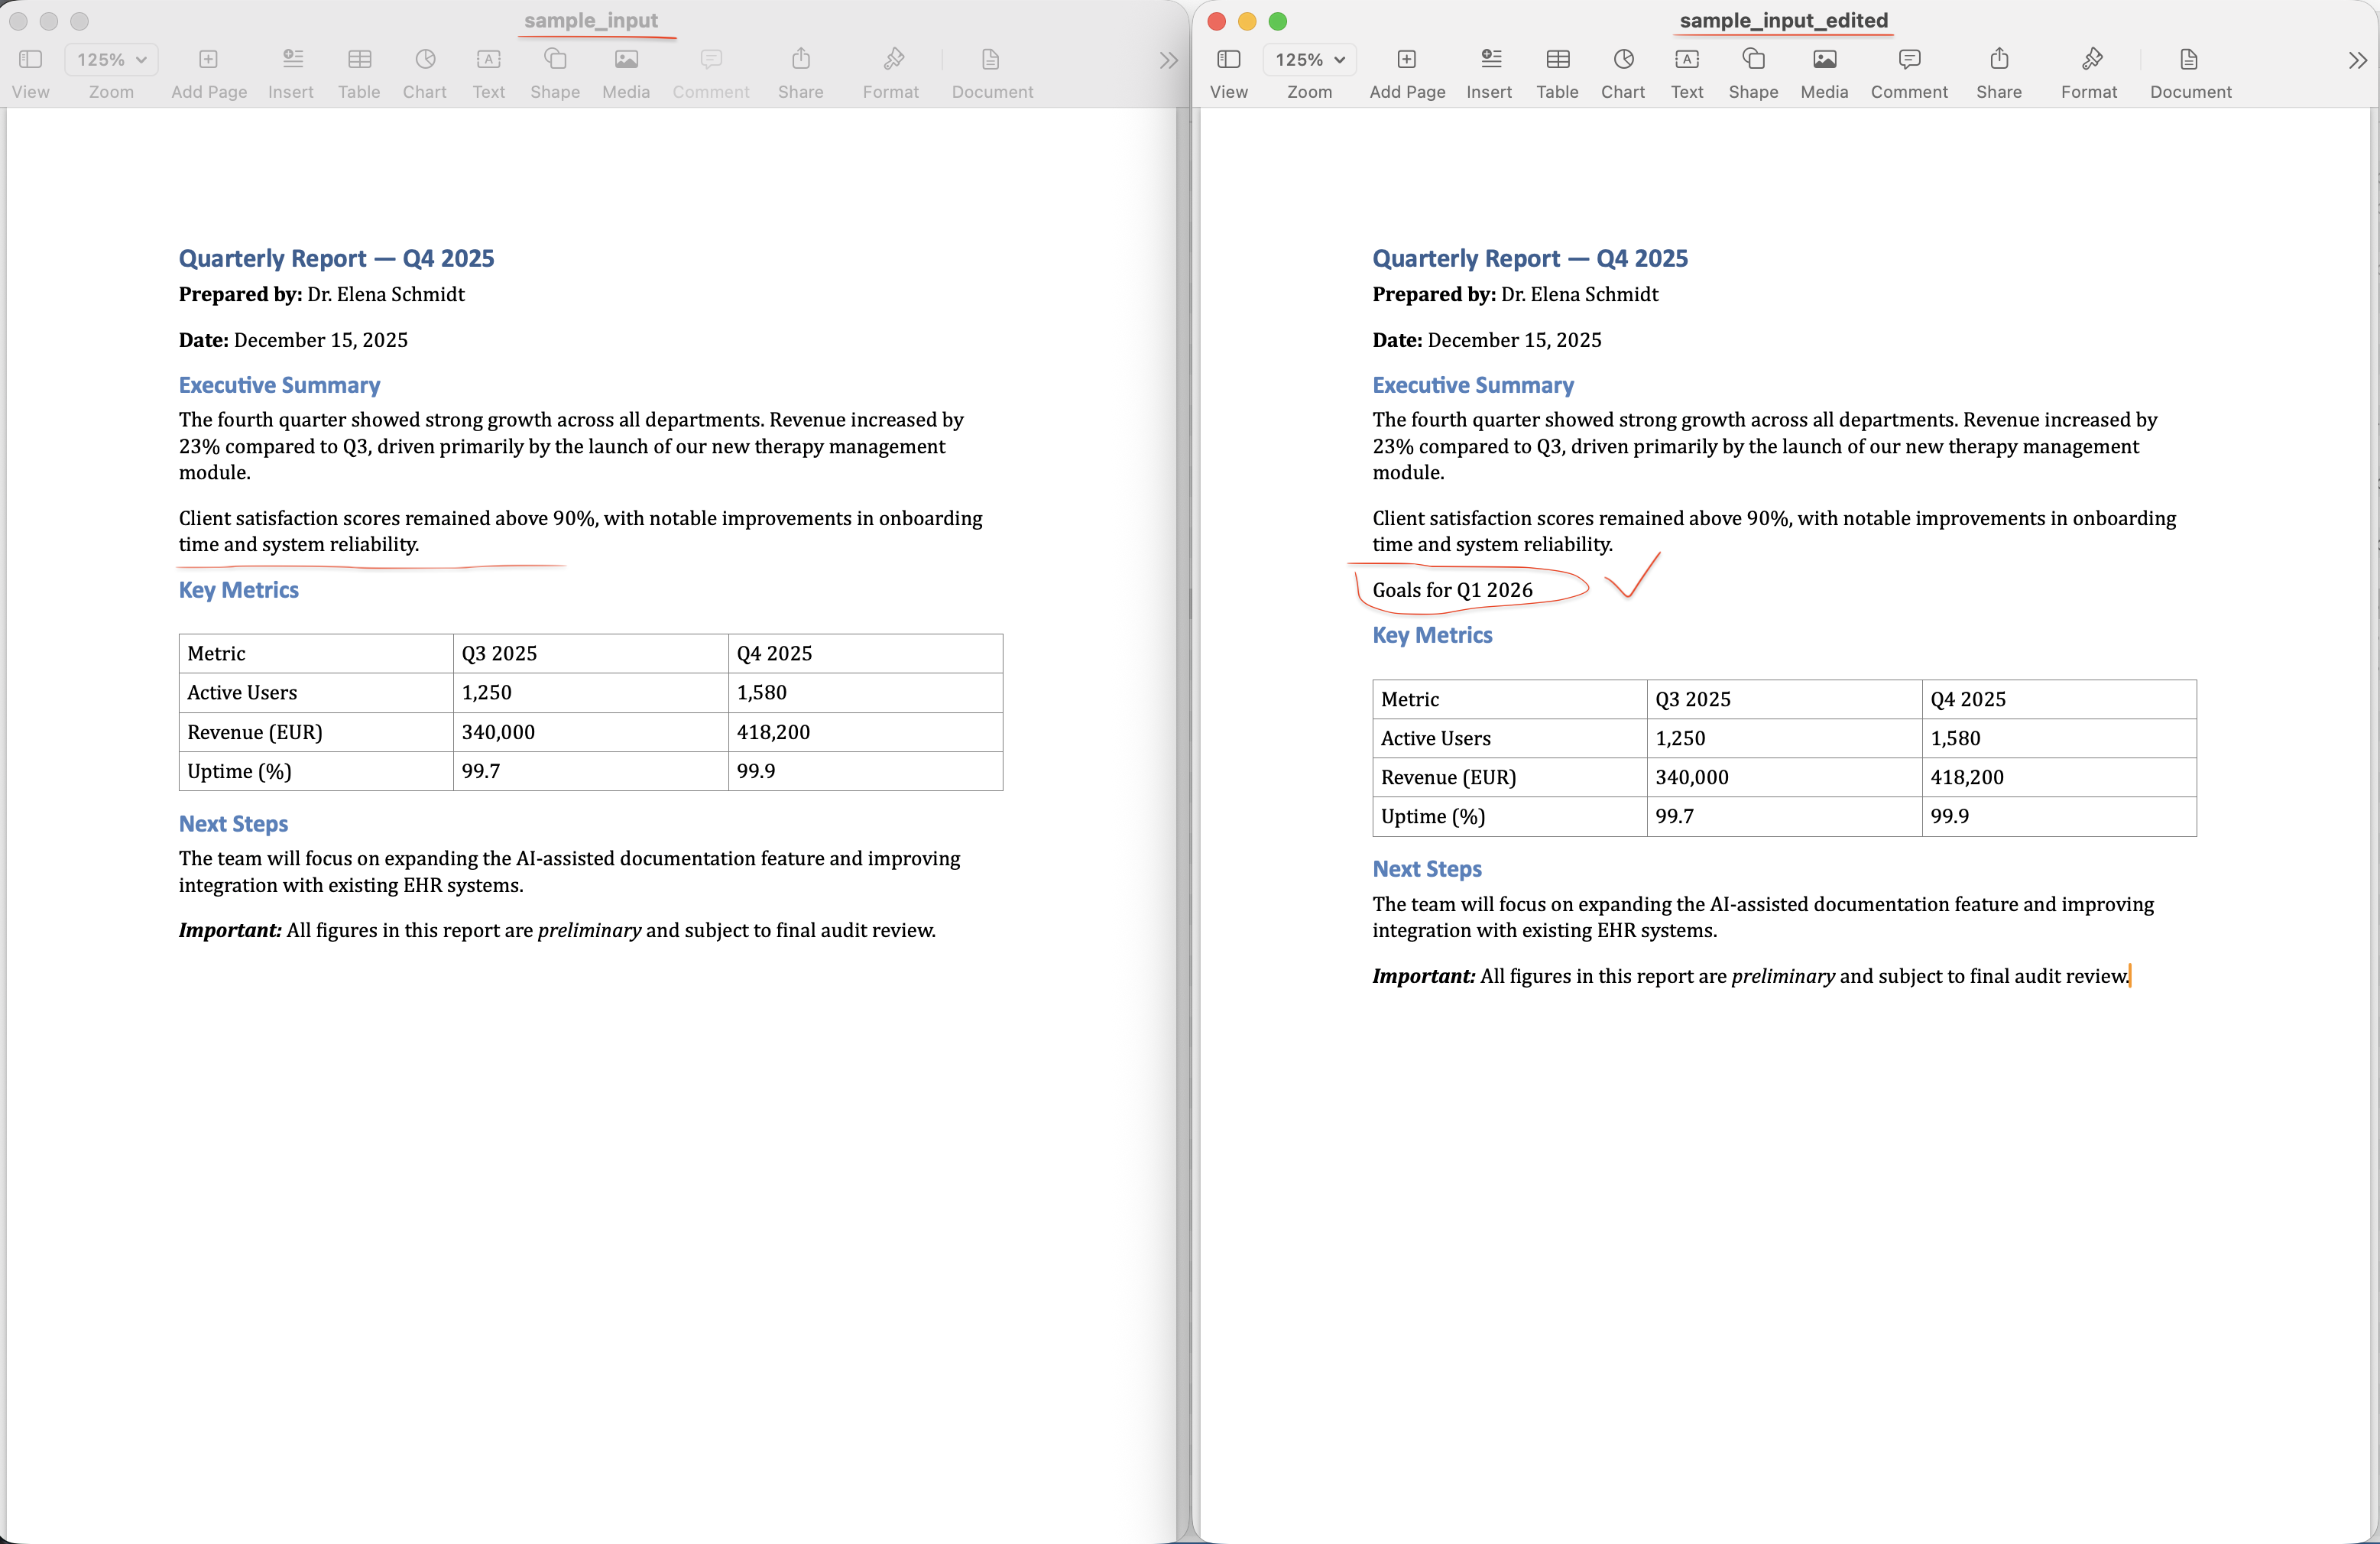 sample_input
125%
View
Zoom
Add Page
Insert
Table
Chart
Text
Shape
Media
Comment
Share
Format
Document
Quarterly Report — Q4 2025
Prepared by: Dr. Elena Schmidt
Date: December 15, 2025
Executive Summary
The fourth quarter showed strong growth across all departments. Revenue increased by
23% compared to Q3, driven primarily by the launch of our new therapy management
module.
Client satisfaction scores remained above 90%, with notable improvements in onboarding
time and system reliability.
Key Metrics
Metric Q3 2025 Q4 2025
Active Users 1,250 1,580
Revenue (EUR) 340,000 418,200
Uptime (%) 99.7 99.9
Next Steps
The team will focus on expanding the AI-assisted documentation feature and improving
integration with existing EHR systems.
Important: All figures in this report are preliminary and subject to final audit review.
sample_input_edited
125%
View
Zoom
Add Page
Insert
Table
Chart
Text
Shape
Media
Comment
Share
Format
Document
Quarterly Report — Q4 2025
Prepared by: Dr. Elena Schmidt
Date: December 15, 2025
Executive Summary
The fourth quarter showed strong growth across all departments. Revenue increased by
23% compared to Q3, driven primarily by the launch of our new therapy management
module.
Client satisfaction scores remained above 90%, with notable improvements in onboarding
time and system reliability.
Goals for Q1 2026
Key Metrics
Metric Q3 2025 Q4 2025
Active Users 1,250 1,580
Revenue (EUR) 340,000 418,200
Uptime (%) 99.7 99.9
Next Steps
The team will focus on expanding the AI-assisted documentation feature and improving
integration with existing EHR systems.
Important: All figures in this report are preliminary and subject to final audit review.